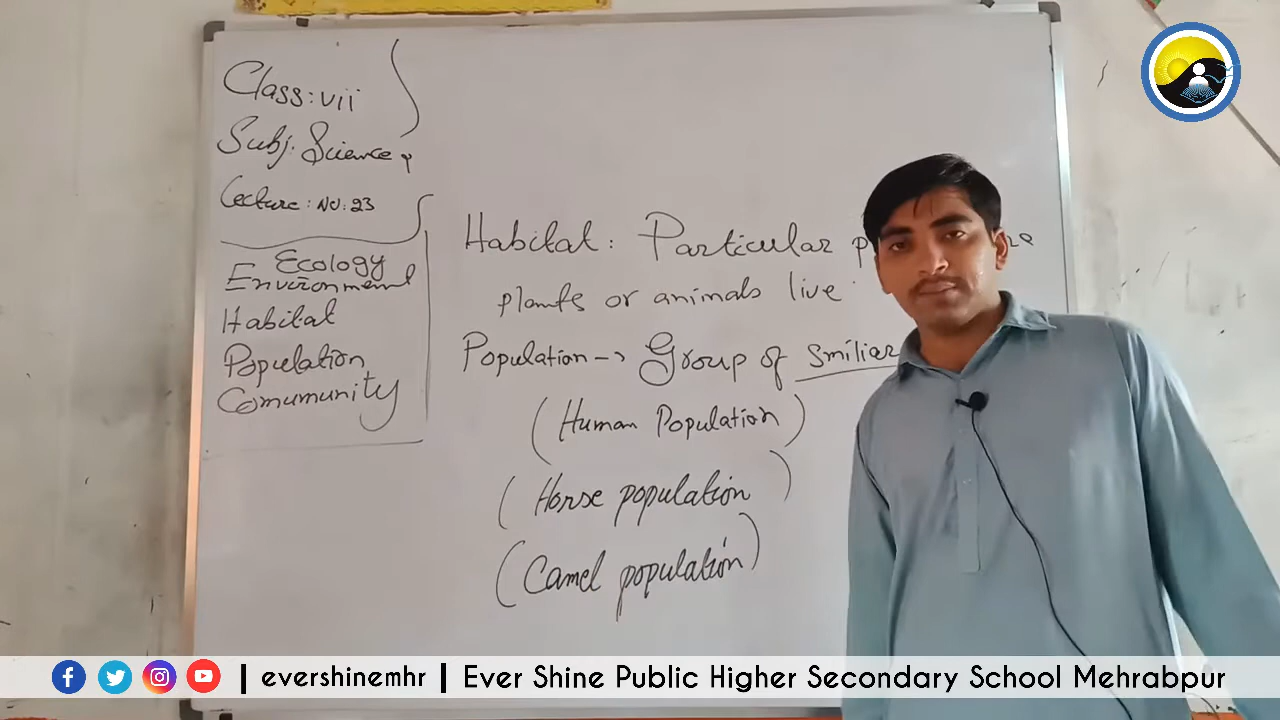 Class: vii
Subj: Science
Lecture: No: 23
Ecology
Environment
Habitat
Population
Comumunity
Habitat: Particular
plants or animals live
Population → Group of Smiliar
(Human Population)
(Horse population)
(Camel population)
| evershinemhr | Ever Shine Public Higher Secondary School Mehrabpur